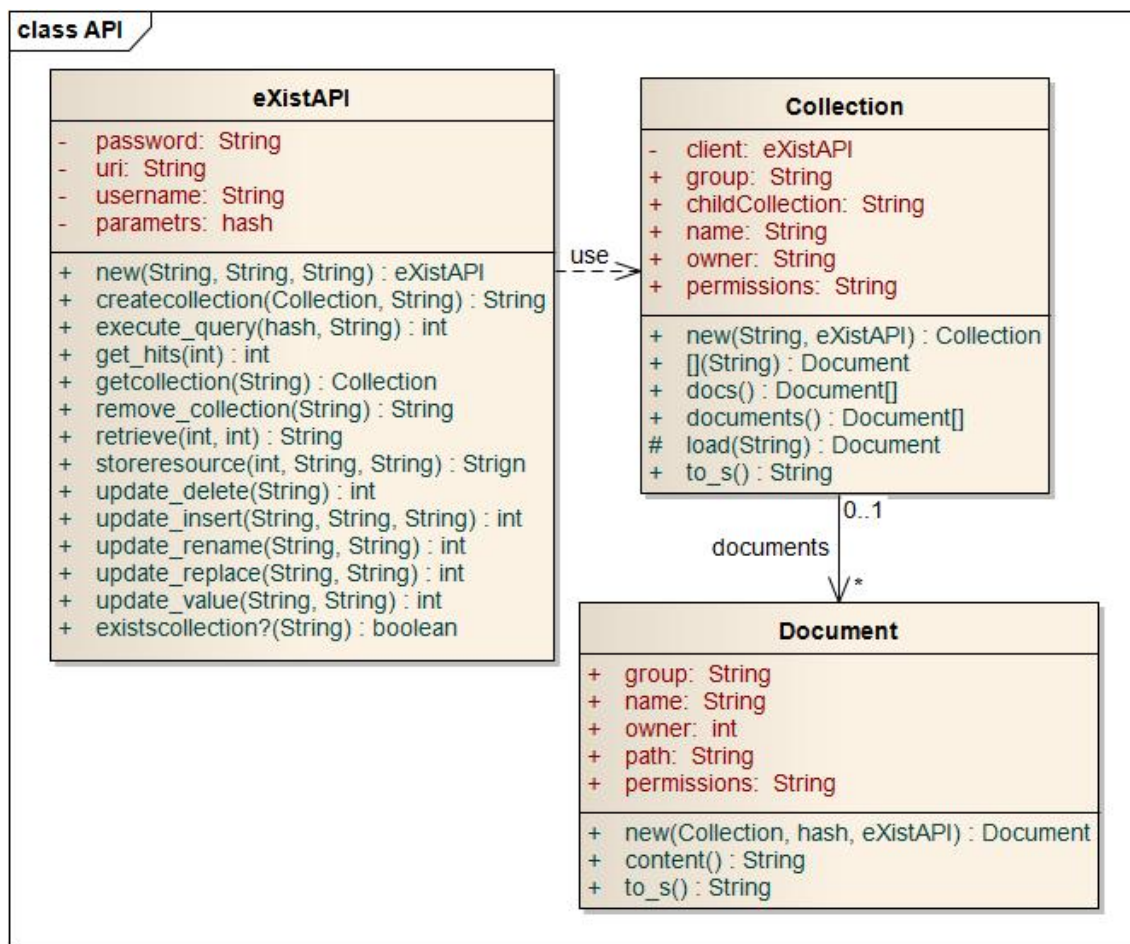 class API
eXistAPI
- password: String
- uri: String
- username: String
- parametrs: hash
+ new(String, String, String) : eXistAPI
+ createcollection(Collection, String) : String
+ execute_query(hash, String) : int
+ get_hits(int) : int
+ getcollection(String) : Collection
+ remove_collection(String) : String
+ retrieve(int, int) : String
+ storeresource(int, String, String) : Strign
+ update_delete(String) : int
+ update_insert(String, String, String) : int
+ update_rename(String, String) : int
+ update_replace(String, String) : int
+ update_value(String, String) : int
+ existscollection?(String) : boolean
use
Collection
- client: eXistAPI
+ group: String
+ childCollection: String
+ name: String
+ owner: String
+ permissions: String
+ new(String, eXistAPI) : Collection
+ [](String) : Document
+ docs() : Document[]
+ documents() : Document[]
# load(String) : Document
+ to_s() : String
0..1
documents
*
Document
+ group: String
+ name: String
+ owner: int
+ path: String
+ permissions: String
+ new(Collection, hash, eXistAPI) : Document
+ content() : String
+ to_s() : String